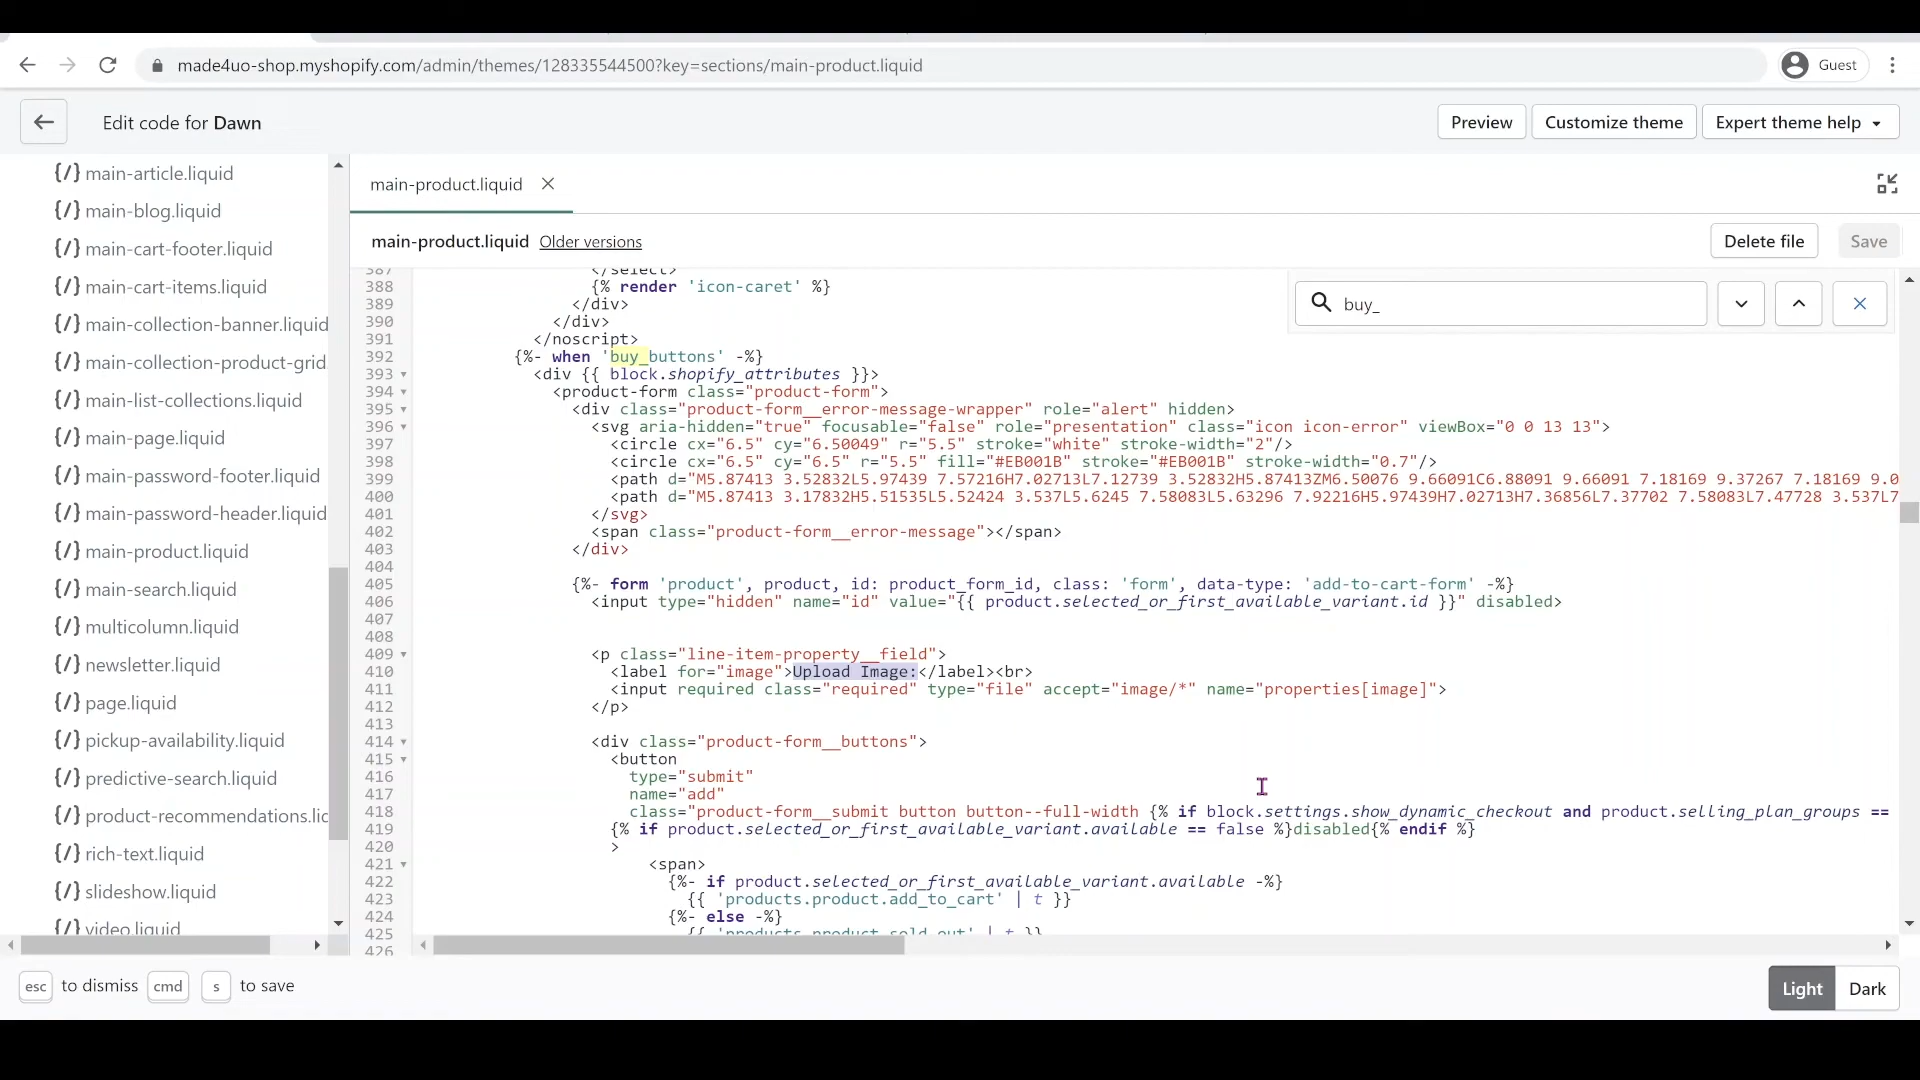 made4uo-shop.myshopify.com/admin/themes/128335544500?key=sections/main-product.liquid
Guest
Edit code for Dawn
Preview
Customize theme
Expert theme help
{/} main-article.liquid
{/} main-blog.liquid
{/} main-cart-footer.liquid
{/} main-cart-items.liquid
{/} main-collection-banner.liquid
{/} main-collection-product-grid.
{/} main-list-collections.liquid
{/} main-page.liquid
{/} main-password-footer.liquid
{/} main-password-header.liquid
{/} main-product.liquid
{/} main-search.liquid
{/} multicolumn.liquid
{/} newsletter.liquid
{/} page.liquid
{/} pickup-availability.liquid
{/} predictive-search.liquid
{/} product-recommendations.lic
{/} rich-text.liquid
{/} slideshow.liquid
{/} video.liquid
main-product.liquid
main-product.liquid Older versions
Delete file
Save
buy_
387 </select>
388 {% render 'icon-caret' %}
389 </div>
390 </div>
391 </noscript>
392 {%- when 'buy_buttons' -%}
393 <div {{ block.shopify_attributes }}>
394 <product-form class="product-form">
395 <div class="product-form__error-message-wrapper" role="alert" hidden>
396 <svg aria-hidden="true" focusable="false" role="presentation" class="icon icon-error" viewBox="0 0 13 13">
397 <circle cx="6.5" cy="6.50049" r="5.5" stroke="white" stroke-width="2"/>
398 <circle cx="6.5" cy="6.5" r="5.5" fill="#EB001B" stroke="#EB001B" stroke-width="0.7"/>
399 <path d="M5.87413 3.52832L5.97439 7.57216H7.02713L7.12739 3.52832H5.87413ZM6.50076 9.66091C6.88091 9.66091 7.18169 9.37267 7.18169 9.0
400 <path d="M5.87413 3.17832H5.51535L5.52424 3.537L5.6245 7.58083L5.63296 7.92216H5.97439H7.02713H7.36856L7.37702 7.58083L7.47728 3.537L7
401 </svg>
402 <span class="product-form__error-message"></span>
403 </div>
404
405 {%- form 'product', product, id: product_form_id, class: 'form', data-type: 'add-to-cart-form' -%}
406 <input type="hidden" name="id" value="{{ product.selected_or_first_available_variant.id }}" disabled>
407
408
409 <p class="line-item-property__field">
410 <label for="image">Upload Image:</label><br>
411 <input required class="required" type="file" accept="image/*" name="properties[image]">
412 </p>
413
414 <div class="product-form__buttons">
415 <button
416 type="submit"
417 name="add"
418 class="product-form__submit button button--full-width {% if block.settings.show_dynamic_checkout and product.selling_plan_groups ==
419 {% if product.selected_or_first_available_variant.available == false %}disabled{% endif %}
420 >
421 <span>
422 {%- if product.selected_or_first_available_variant.available -%}
423 {{ 'products.product.add_to_cart' | t }}
424 {%- else -%}
425 {{ 'products.product.sold_out' | t }}
426
esc to dismiss cmd s to save
Light
Dark